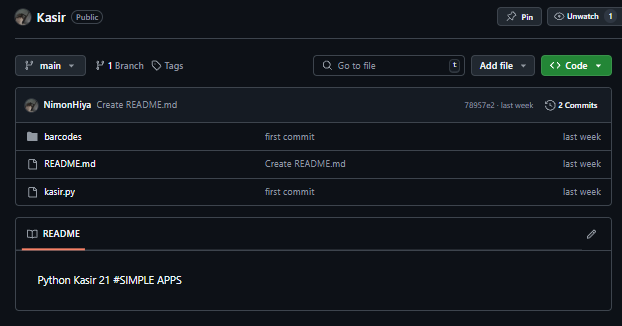 Kasir Public Pin Unwatch 1
main 1 Branch Tags Go to file t Add file Code
NimonHiya Create README.md 78957e2 · last week 2 Commits
barcodes first commit last week
README.md Create README.md last week
kasir.py first commit last week
README
Python Kasir 21 #SIMPLE APPS